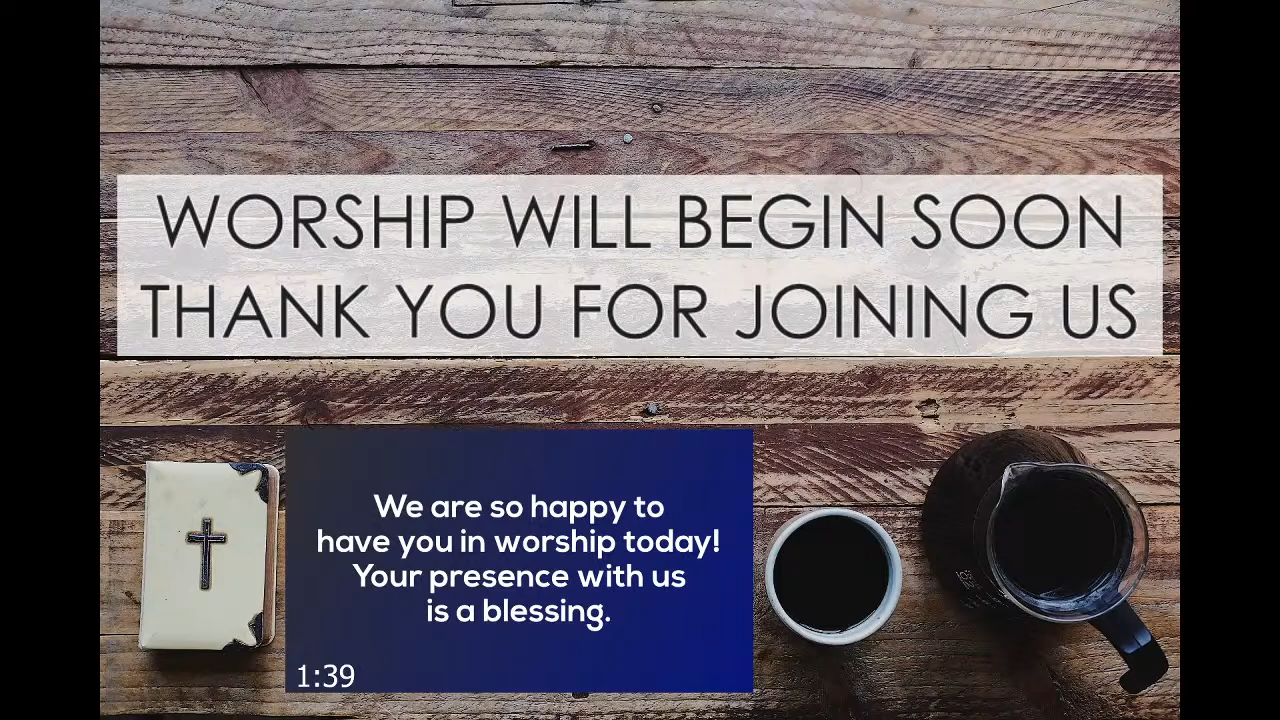 WORSHIP WILL BEGIN SOON
THANK YOU FOR JOINING US
We are so happy to
have you in worship today!
Your presence with us
is a blessing.
1:39